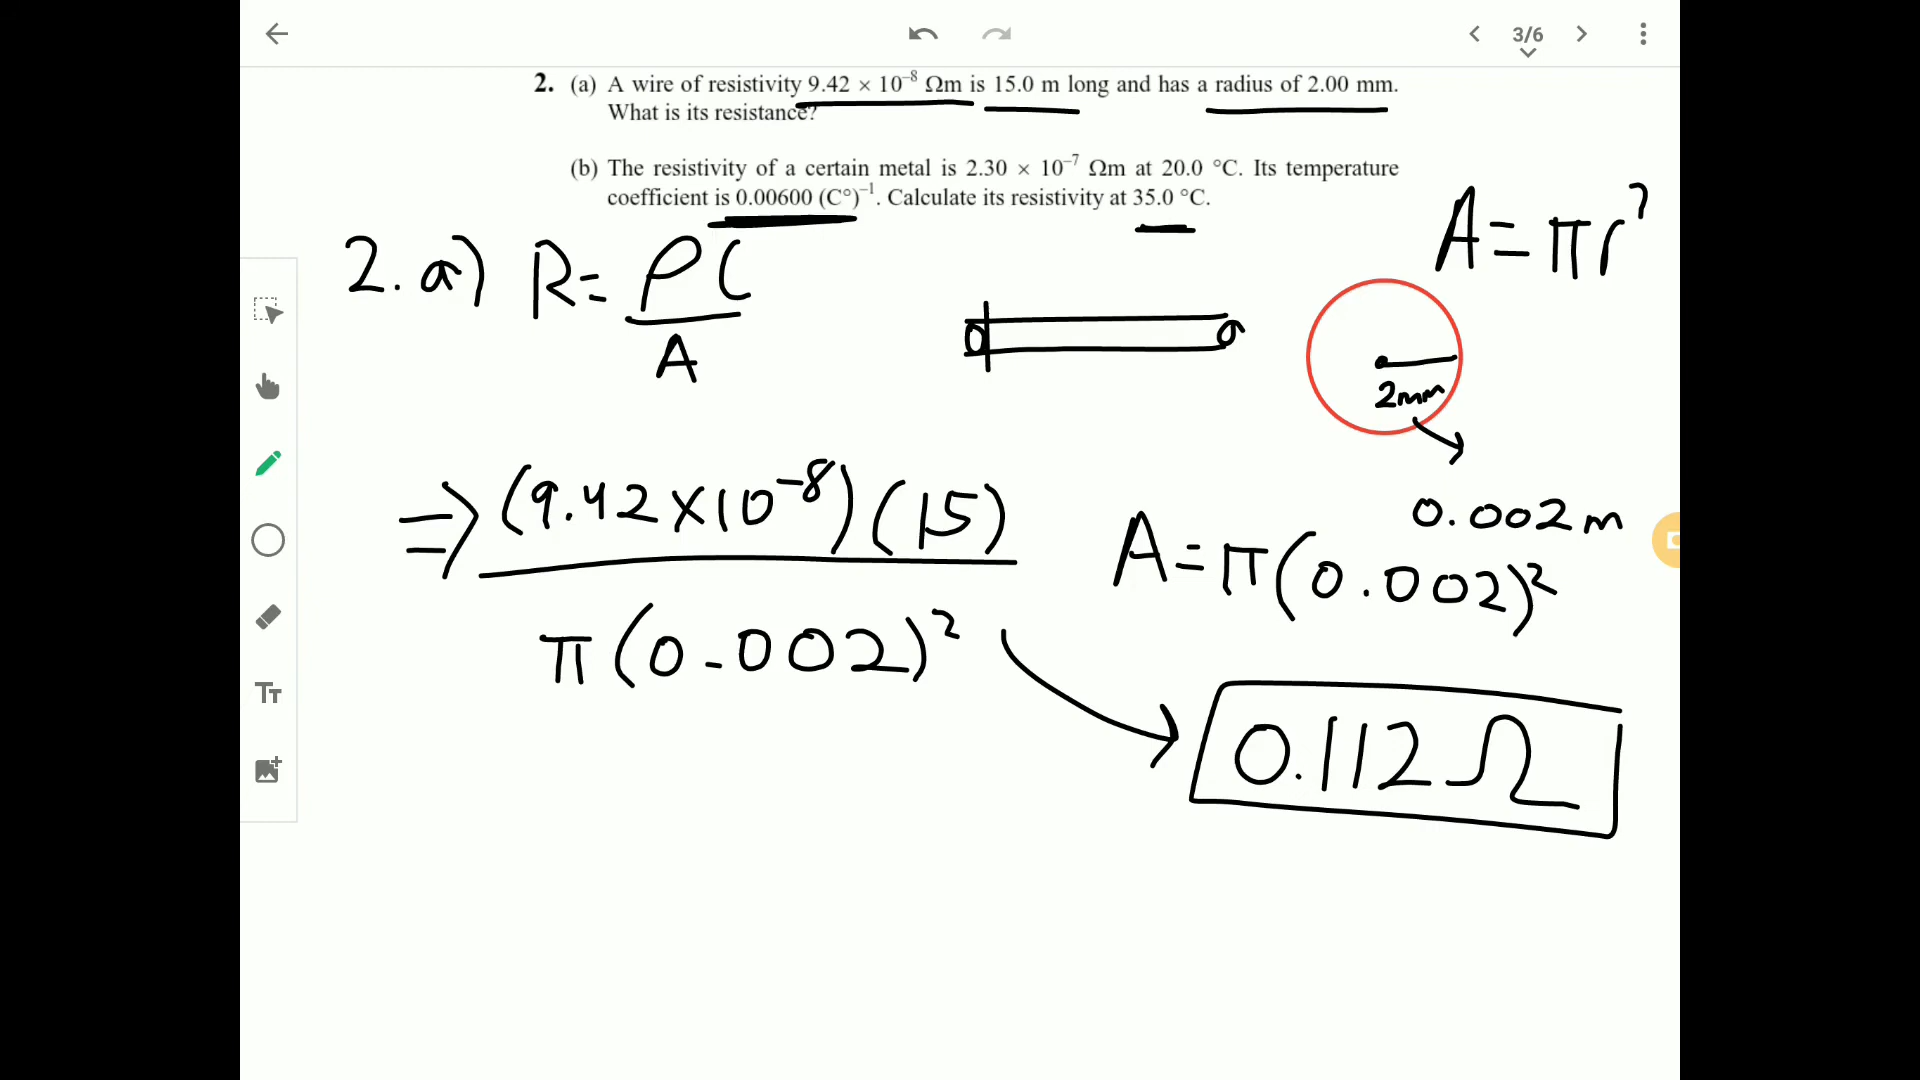 3/6
2. (a) A wire of resistivity 9.42 × 10⁻⁸ Ωm is 15.0 m long and has a radius of 2.00 mm.
What is its resistance?
(b) The resistivity of a certain metal is 2.30 × 10⁻⁷ Ωm at 20.0 °C. Its temperature
coefficient is 0.00600 (C°)⁻¹. Calculate its resistivity at 35.0 °C.
A = πr²
2. a) R = ρL/A
2mm
0.002 m
⇒ (9.42 × 10⁻⁸)(15)
π(0.002)²
A = π(0.002)²
0.112 Ω
Tт